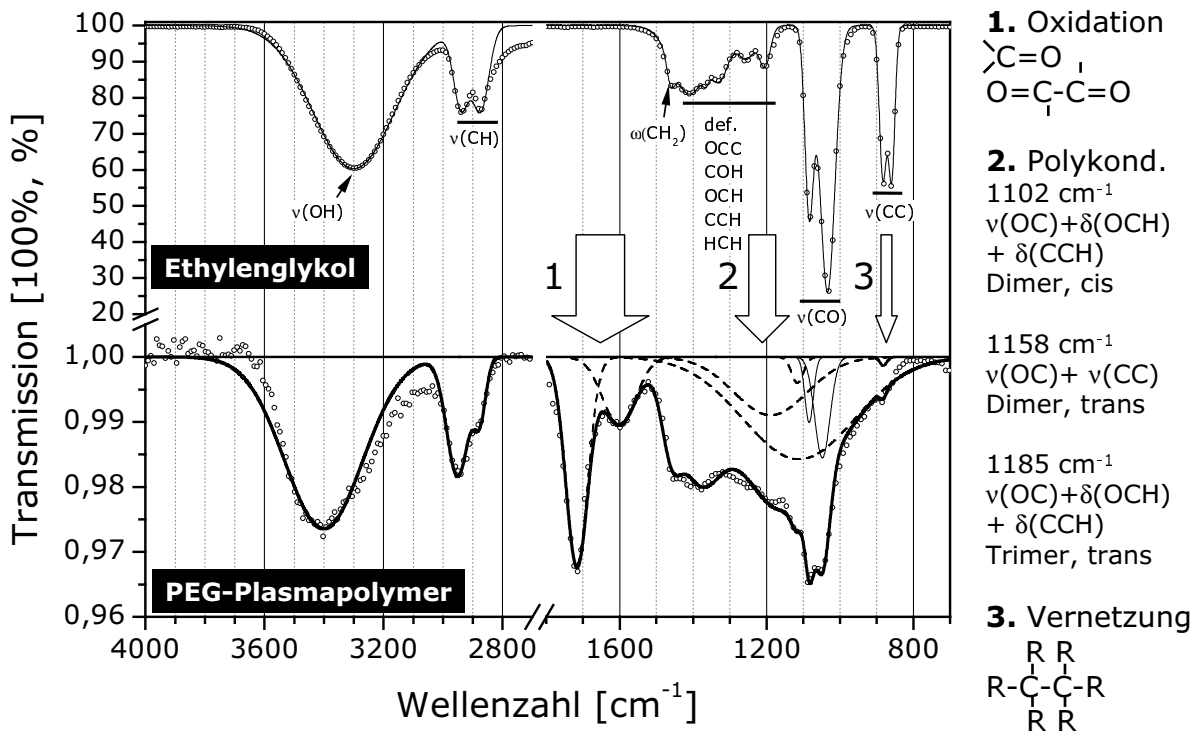 Transmission [100%, %]
100
90
80
70
60
50
40
30
20
ν(OH)
ν(CH)
ω(CH₂)
def.
OCC
COH
OCH
CCH
HCH
ν(CO)
ν(CC)
Ethylenglykol
1
2
3
1,00
0,99
0,98
0,97
0,96
PEG-Plasmapolymer
4000 3600 3200 2800 1600 1200 800
Wellenzahl [cm⁻¹]
1. Oxidation
C=O
O=C-C=O
2. Polykond.
1102 cm⁻¹
ν(OC)+δ(OCH)
+ δ(CCH)
Dimer, cis
1158 cm⁻¹
ν(OC)+ ν(CC)
Dimer, trans
1185 cm⁻¹
ν(OC)+δ(OCH)
+ δ(CCH)
Trimer, trans
3. Vernetzung
R R
R-C-C-R
R R